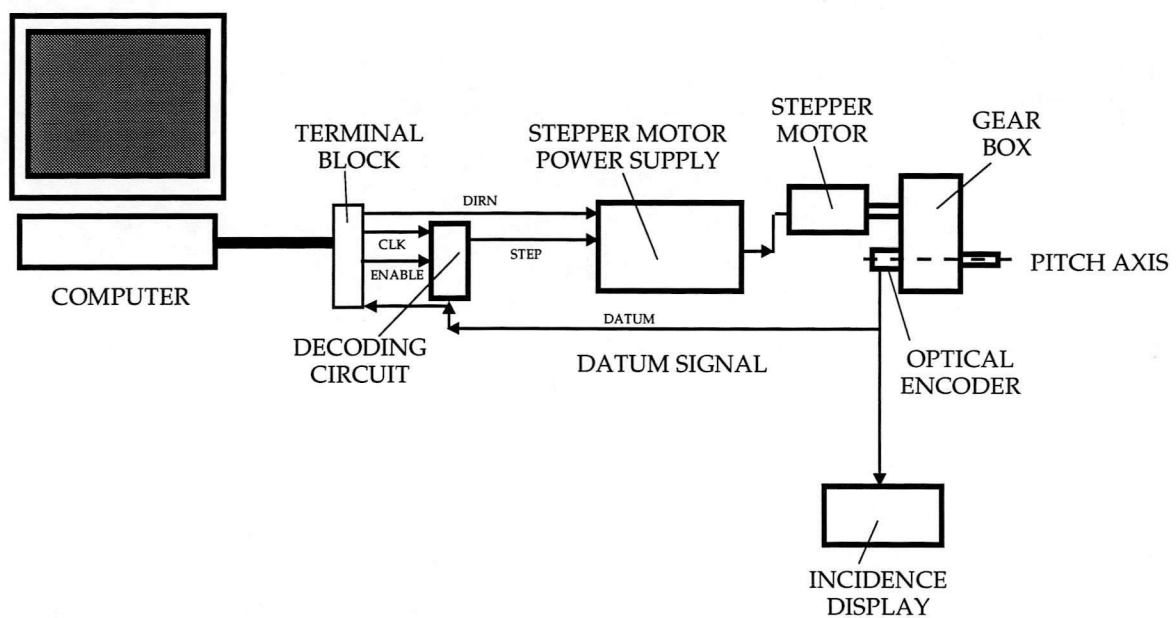 STEPPER
MOTOR
GEAR
BOX
TERMINAL
BLOCK
STEPPER MOTOR
POWER SUPPLY
DIRN
CLK
STEP
ENABLE
PITCH AXIS
COMPUTER
DATUM
DECODING
CIRCUIT
DATUM SIGNAL
OPTICAL
ENCODER
INCIDENCE
DISPLAY